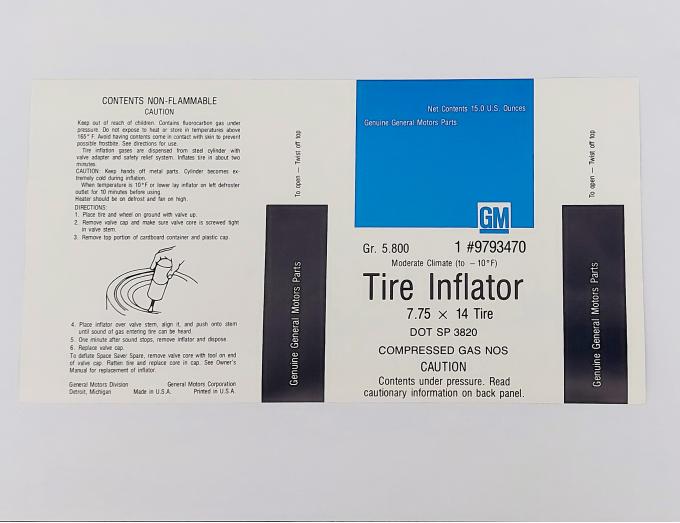 CONTENTS NON-FLAMMABLE
CAUTION
Keep out of reach of children. Contains fluorocarbon gas under
pressure. Do not expose to heat or store in temperatures above
165° F. Avoid having contents come in contact with skin to prevent
possible frostbite. See directions for use.
Tire inflation gases are dispensed from steel cylinder with
valve adapter and safety relief system. Inflates tire in about two
minutes.
CAUTION: Keep hands off metal parts. Cylinder becomes ex-
tremely cold during inflation.
When temperature is 10°F or lower lay inflator on left defroster
outlet for 10 minutes before using.
Heater should be on defrost and fan on high.
DIRECTIONS:
1. Place tire and wheel on ground with valve up.
2. Remove valve cap and make sure valve core is screwed tight
in valve stem.
3. Remove top portion of cardboard container and plastic cap.
4. Place inflator over valve stem, align it, and push onto stem
until sound of gas entering tire can be heard.
5. One minute after sound stops, remove inflator and dispose.
6. Replace valve cap.
To deflate Space Saver Spare, remove valve core with tool on end
of valve cap. Flatten tire and replace core in cap. See Owner's
Manual for replacement of inflator.
General Motors Division General Motors Corporation
Detroit, Michigan Made in U.S.A. Printed in U.S.A.
To open — Twist off top
Genuine General Motors Parts
Net Contents 15.0 U.S. Ounces
Genuine General Motors Parts
GM
Gr. 5.800 1 #9793470
Moderate Climate (to −10°F)
Tire Inflator
7.75 × 14 Tire
DOT SP 3820
COMPRESSED GAS NOS
CAUTION
Contents under pressure. Read
cautionary information on back panel.
To open — Twist off top
Genuine General Motors Parts